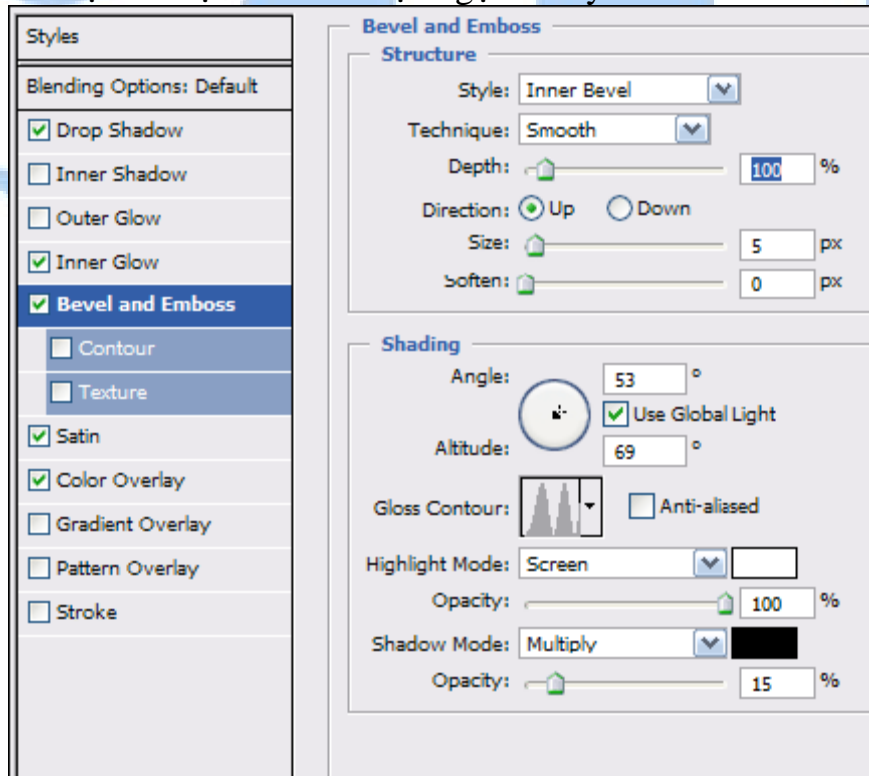 Styles
Blending Options: Default
Drop Shadow
Inner Shadow
Outer Glow
Inner Glow
Bevel and Emboss
Contour
Texture
Satin
Color Overlay
Gradient Overlay
Pattern Overlay
Stroke
Bevel and Emboss
Structure
Style: Inner Bevel
Technique: Smooth
Depth: 100 %
Direction: Up Down
Size: 5 px
Soften: 0 px
Shading
Angle: 53 °
Use Global Light
Altitude: 69 °
Gloss Contour: Anti-aliased
Highlight Mode: Screen
Opacity: 100 %
Shadow Mode: Multiply
Opacity: 15 %